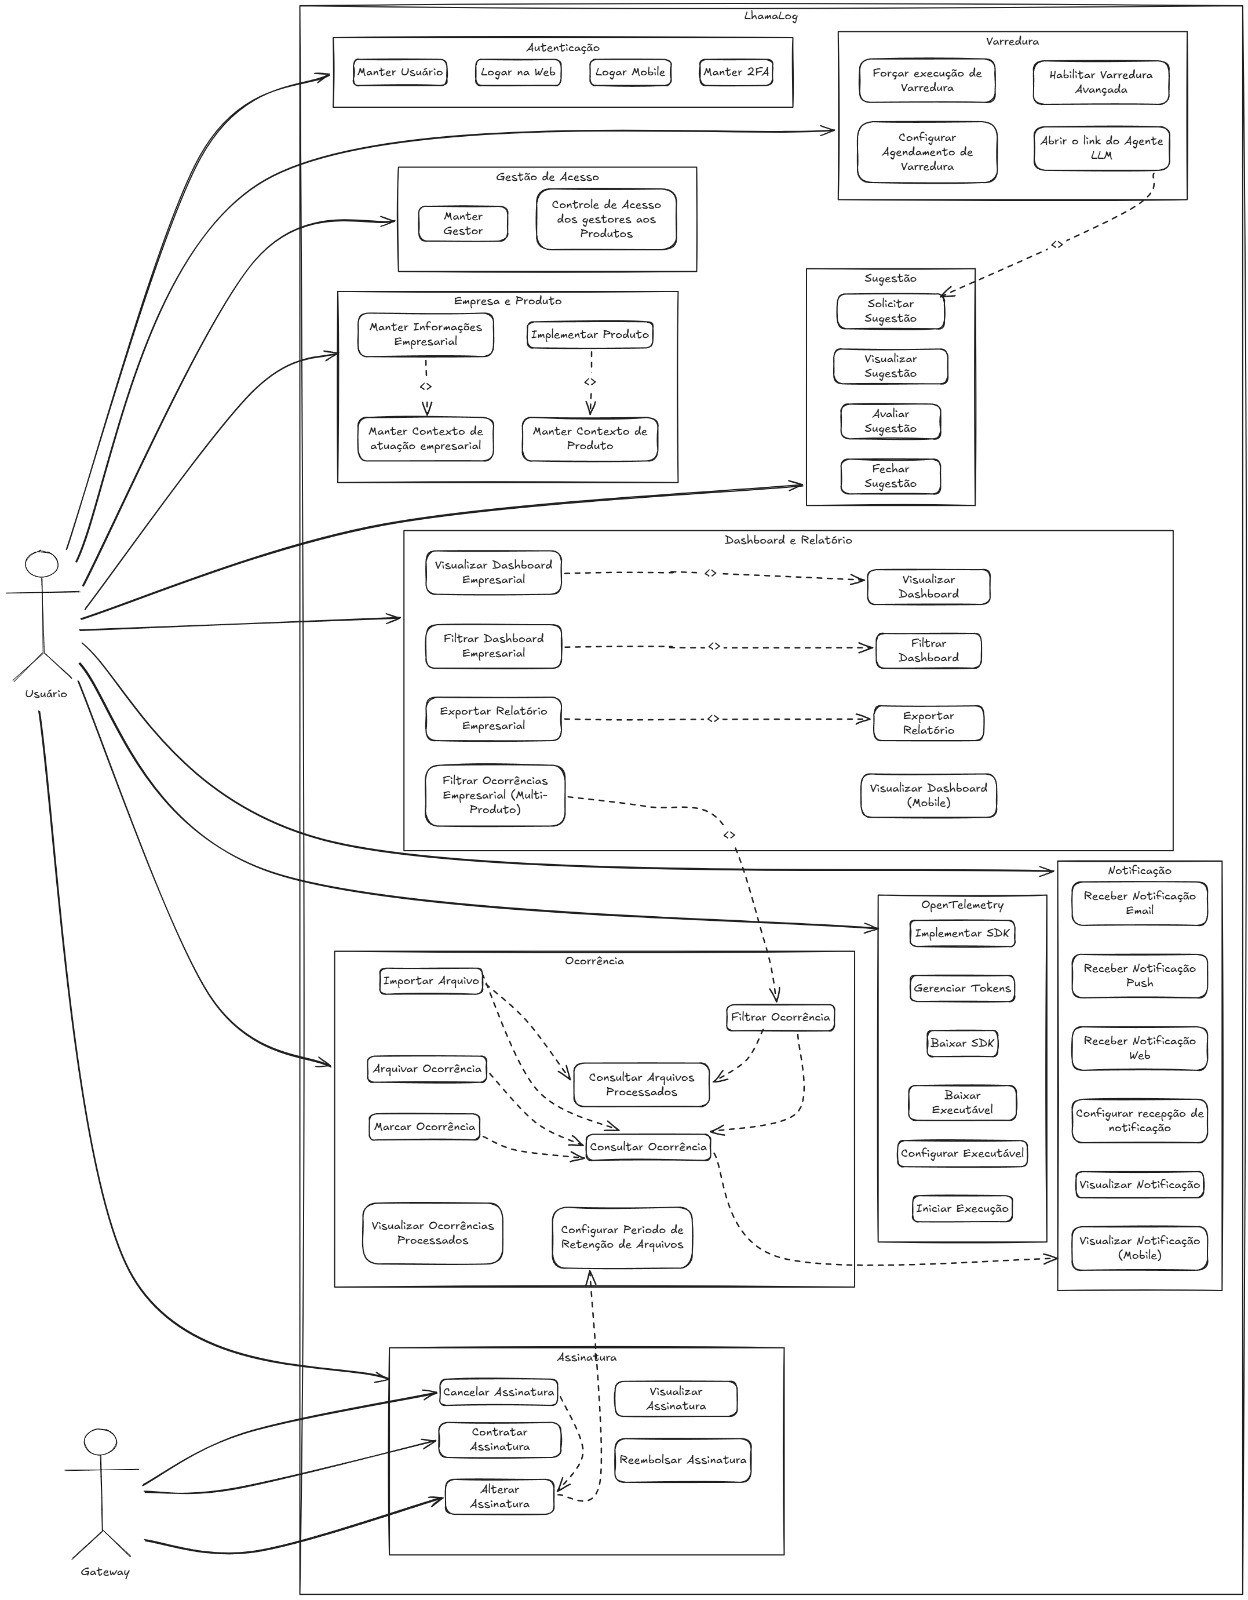 LhamaLog
Autenticação
Manter Usuário
Logar na Web
Logar Mobile
Manter 2FA
Varredura
Forçar execução de
Varredura
Habilitar Varredura
Avançada
Configurar
Agendamento de
Varredura
Abrir o link do Agente
LLM
<>
Gestão de Acesso
Manter
Gestor
Controle de Acesso
dos gestores aos
Produtos
Empresa e Produto
Manter Informações
Empresarial
Implementar Produto
<>
<>
Manter Contexto de
atuação empresarial
Manter Contexto de
Produto
Sugestão
Solicitar
Sugestão
Visualizar
Sugestão
Avaliar
Sugestão
Fechar
Sugestão
Usuário
Dashboard e Relatório
Visualizar Dashboard
Empresarial
<>
Visualizar
Dashboard
Filtrar Dashboard
Empresarial
<>
Filtrar
Dashboard
Exportar Relatório
Empresarial
<>
Exportar
Relatório
Filtrar Ocorrências
Empresarial (Multi-
Produto)
<>
Visualizar Dashboard
(Mobile)
Notificação
Receber Notificação
Email
Receber Notificação
Push
Receber Notificação
Web
Configurar recepção de
notificação
Visualizar Notificação
Visualizar Notificação
(Mobile)
OpenTelemetry
Implementar SDK
Gerenciar Tokens
Baixar SDK
Baixar
Executável
Configurar Executável
Iniciar Execução
Ocorrência
Importar Arquivo
Filtrar Ocorrência
Arquivar Ocorrência
Consultar Arquivos
Processados
Marcar Ocorrência
Consultar Ocorrência
Visualizar Ocorrências
Processados
Configurar Periodo de
Retenção de Arquivos
Assinatura
Cancelar Assinatura
Visualizar
Assinatura
Contratar
Assinatura
Reembolsar Assinatura
Alterar
Assinatura
Gateway